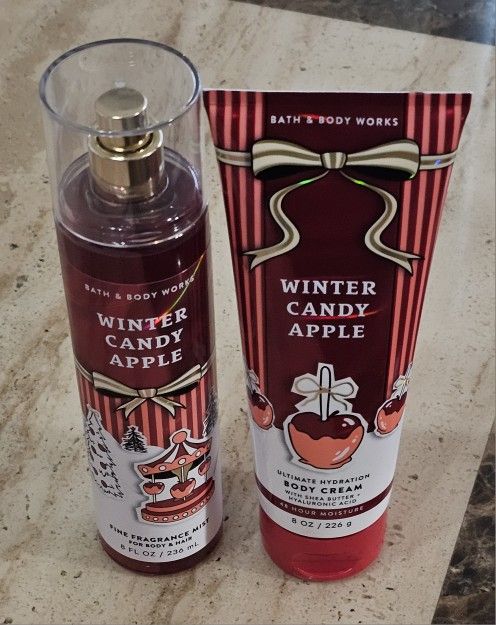 BATH & BODY WORKS
WINTER
CANDY
APPLE
FINE FRAGRANCE MIST
FOR BODY & HAIR
8 FL OZ / 236 mL
BATH & BODY WORKS
WINTER
CANDY
APPLE
ULTIMATE HYDRATION
BODY CREAM
WITH SHEA BUTTER +
HYALURONIC ACID
48 HOUR MOISTURE
8 OZ / 226 g